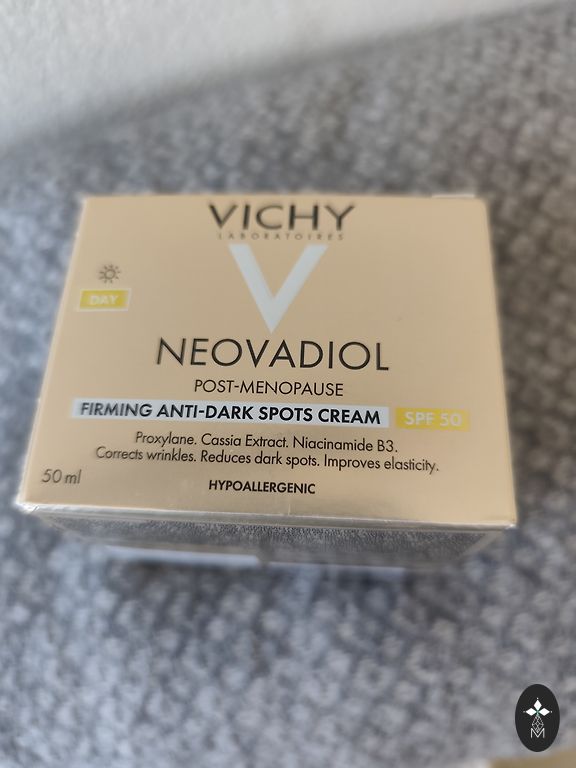 VICHY
LABORATOIRES
DAY
NEOVADIOL
POST-MENOPAUSE
FIRMING ANTI-DARK SPOTS CREAM SPF 50
Proxylane. Cassia Extract. Niacinamide B3.
Corrects wrinkles. Reduces dark spots. Improves elasticity.
50 ml
HYPOALLERGENIC